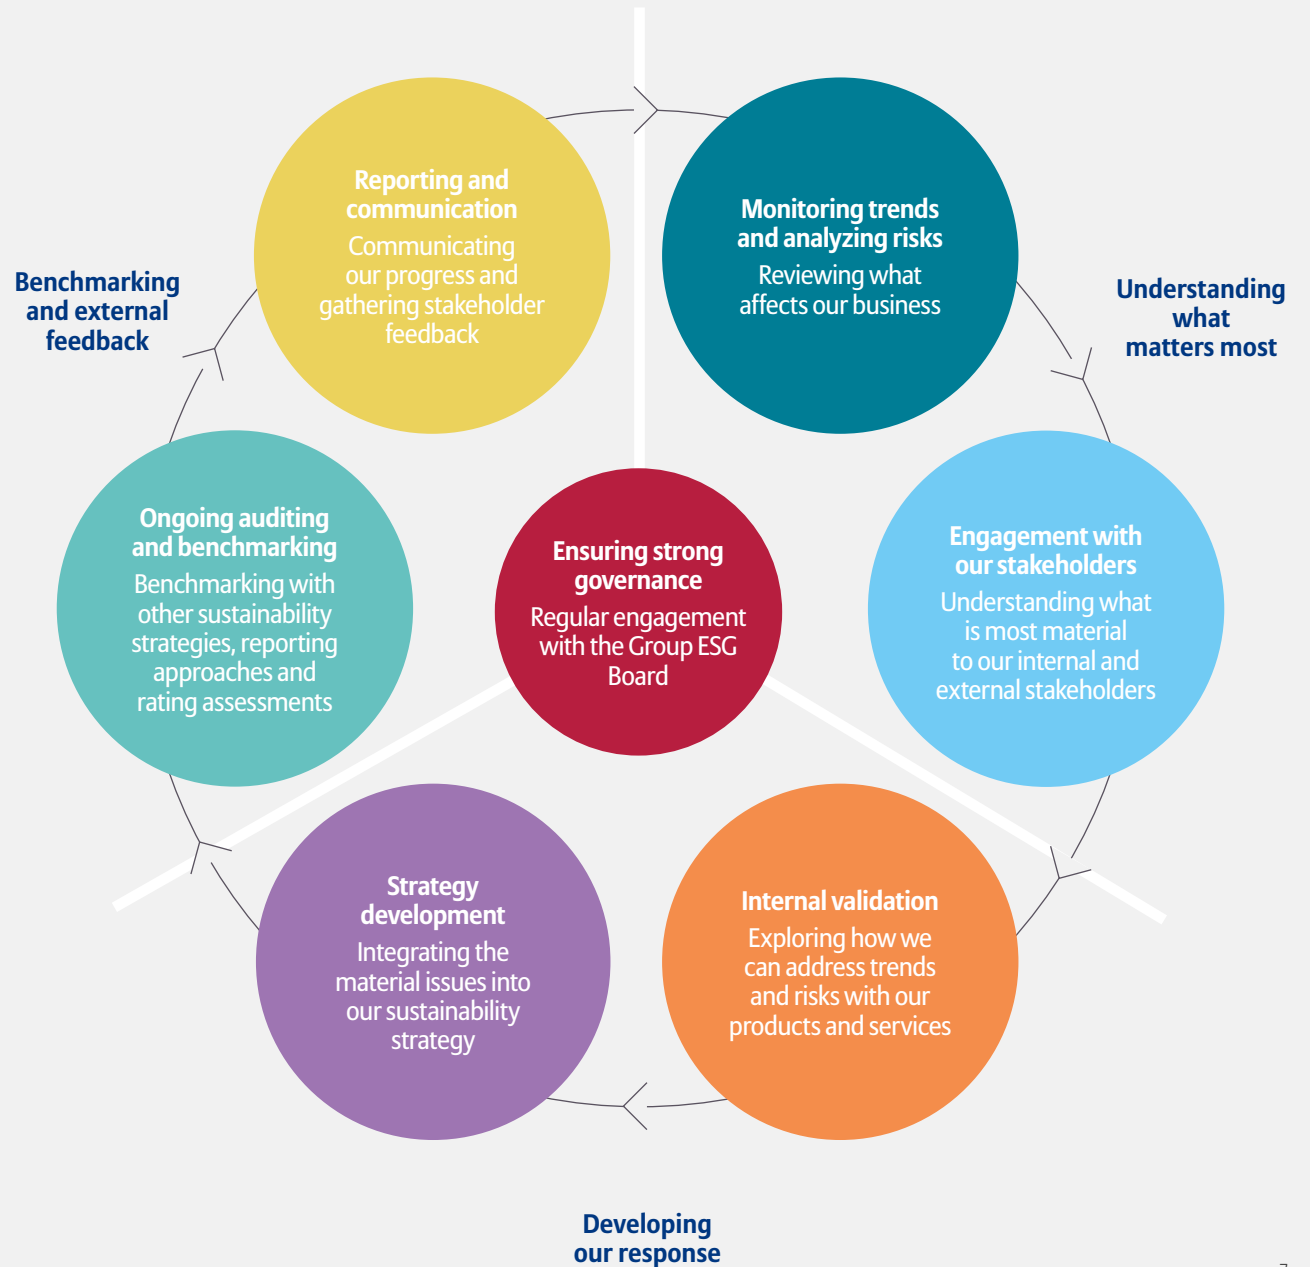 Reporting and
communication
Communicating
our progress and
gathering stakeholder
feedback
Monitoring trends
and analyzing risks
Reviewing what
affects our business
Benchmarking
and external
feedback
Understanding
what
matters most
Ongoing auditing
and benchmarking
Benchmarking with
other sustainability
strategies, reporting
approaches and
rating assessments
Ensuring strong
governance
Regular engagement
with the Group ESG
Board
Engagement with
our stakeholders
Understanding what
is most material
to our internal and
external stakeholders
Strategy
development
Integrating the
material issues into
our sustainability
strategy
Internal validation
Exploring how we
can address trends
and risks with our
products and services
Developing
our response